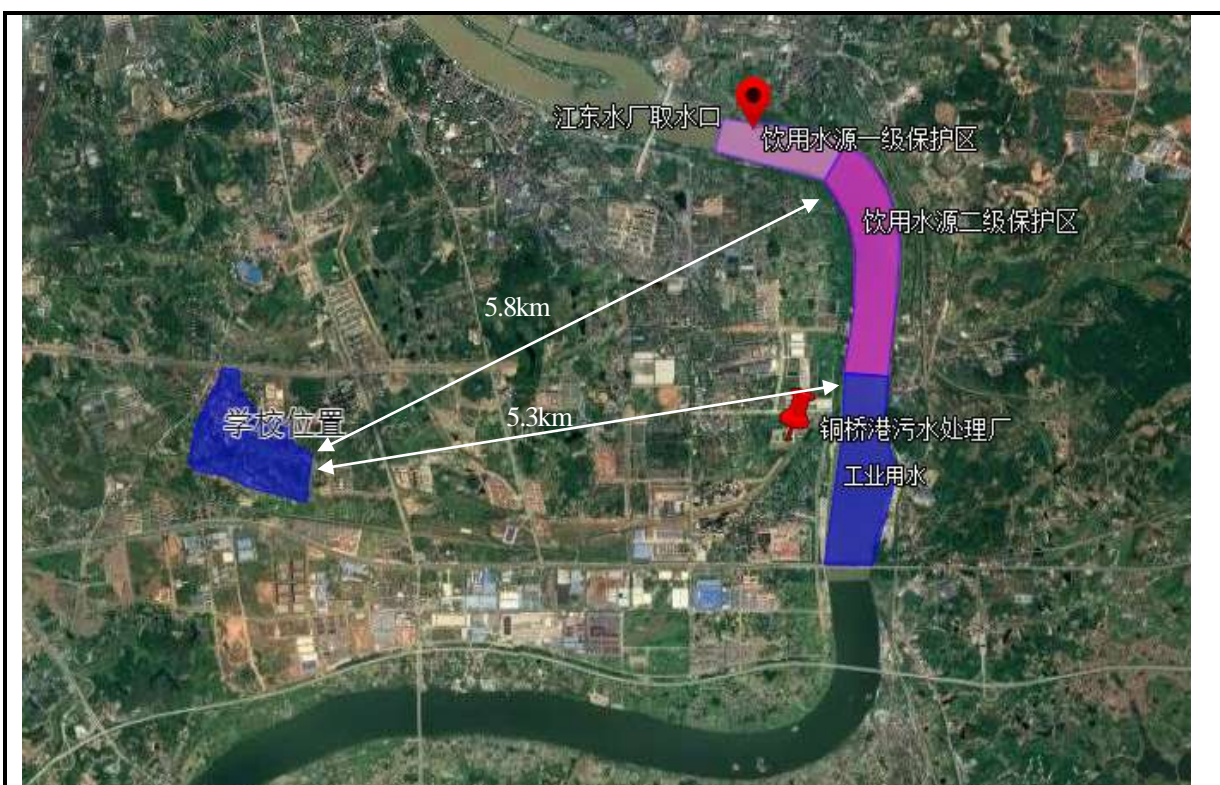 江东水厂取水口
饮用水源一级保护区
饮用水源二级保护区
5.8km
学校位置
5.3km
铜桥港污水处理厂
工业用水